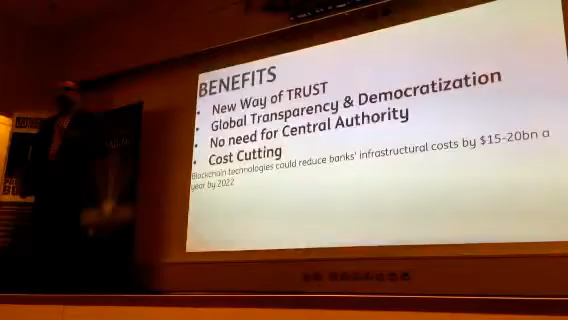 BENEFITS
• New Way of TRUST
• Global Transparency & Democratization
• No need for Central Authority
• Cost Cutting
Blockchain technologies could reduce banks' infrastructural costs by $15-20bn a
year by 2022